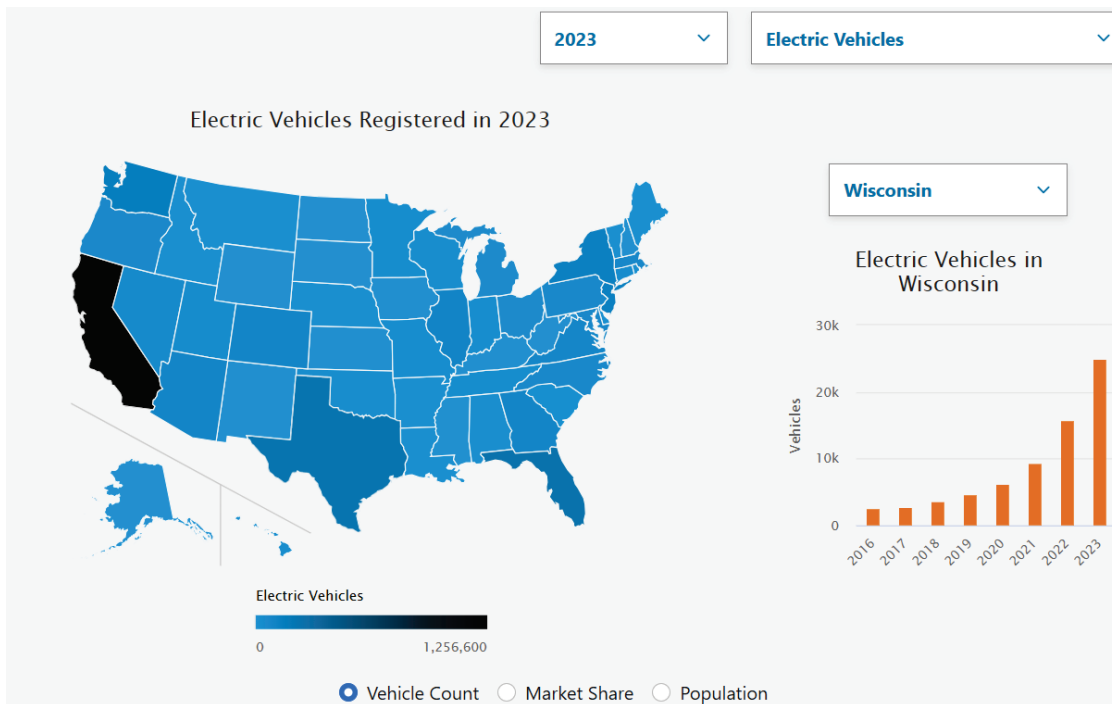 2023
Electric Vehicles
Electric Vehicles Registered in 2023
Wisconsin
Electric Vehicles in
Wisconsin
30k
20k
10k
0
Vehicles
2016
2017
2018
2019
2020
2021
2022
2023
Electric Vehicles
0
1,256,600
Vehicle Count
Market Share
Population